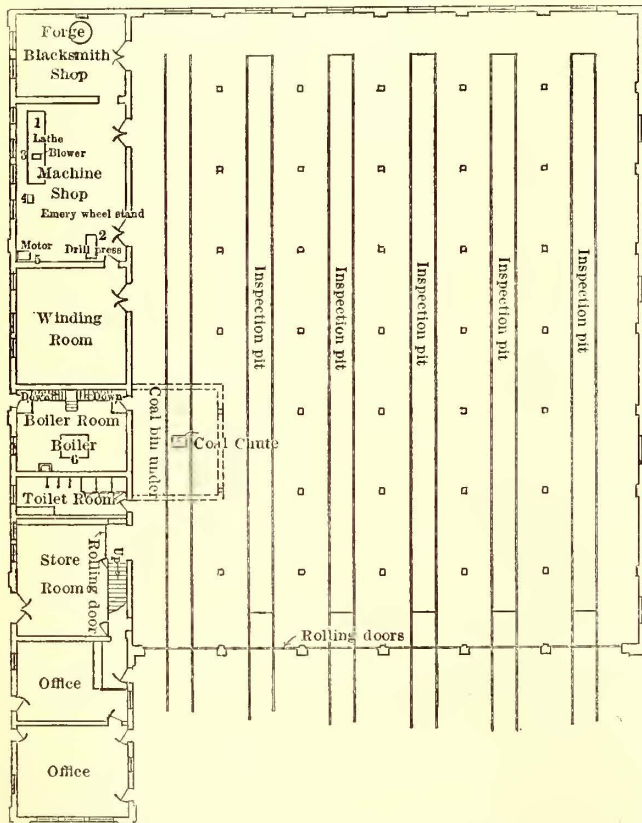 Forge
Blacksmith
Shop
1
Lathe
3
Blower
Machine
Shop
4
Emery wheel stand
2
Motor
Drill press
5
Winding
Room
Inspection pit
Inspection pit
Inspection pit
Inspection pit
Inspection pit
Down
Down
Boiler Room
Boiler
6
Coal bin under
Coal Chute
Toilet Room
Store
Room
Rolling door
Up
Rolling doors
Office
Office